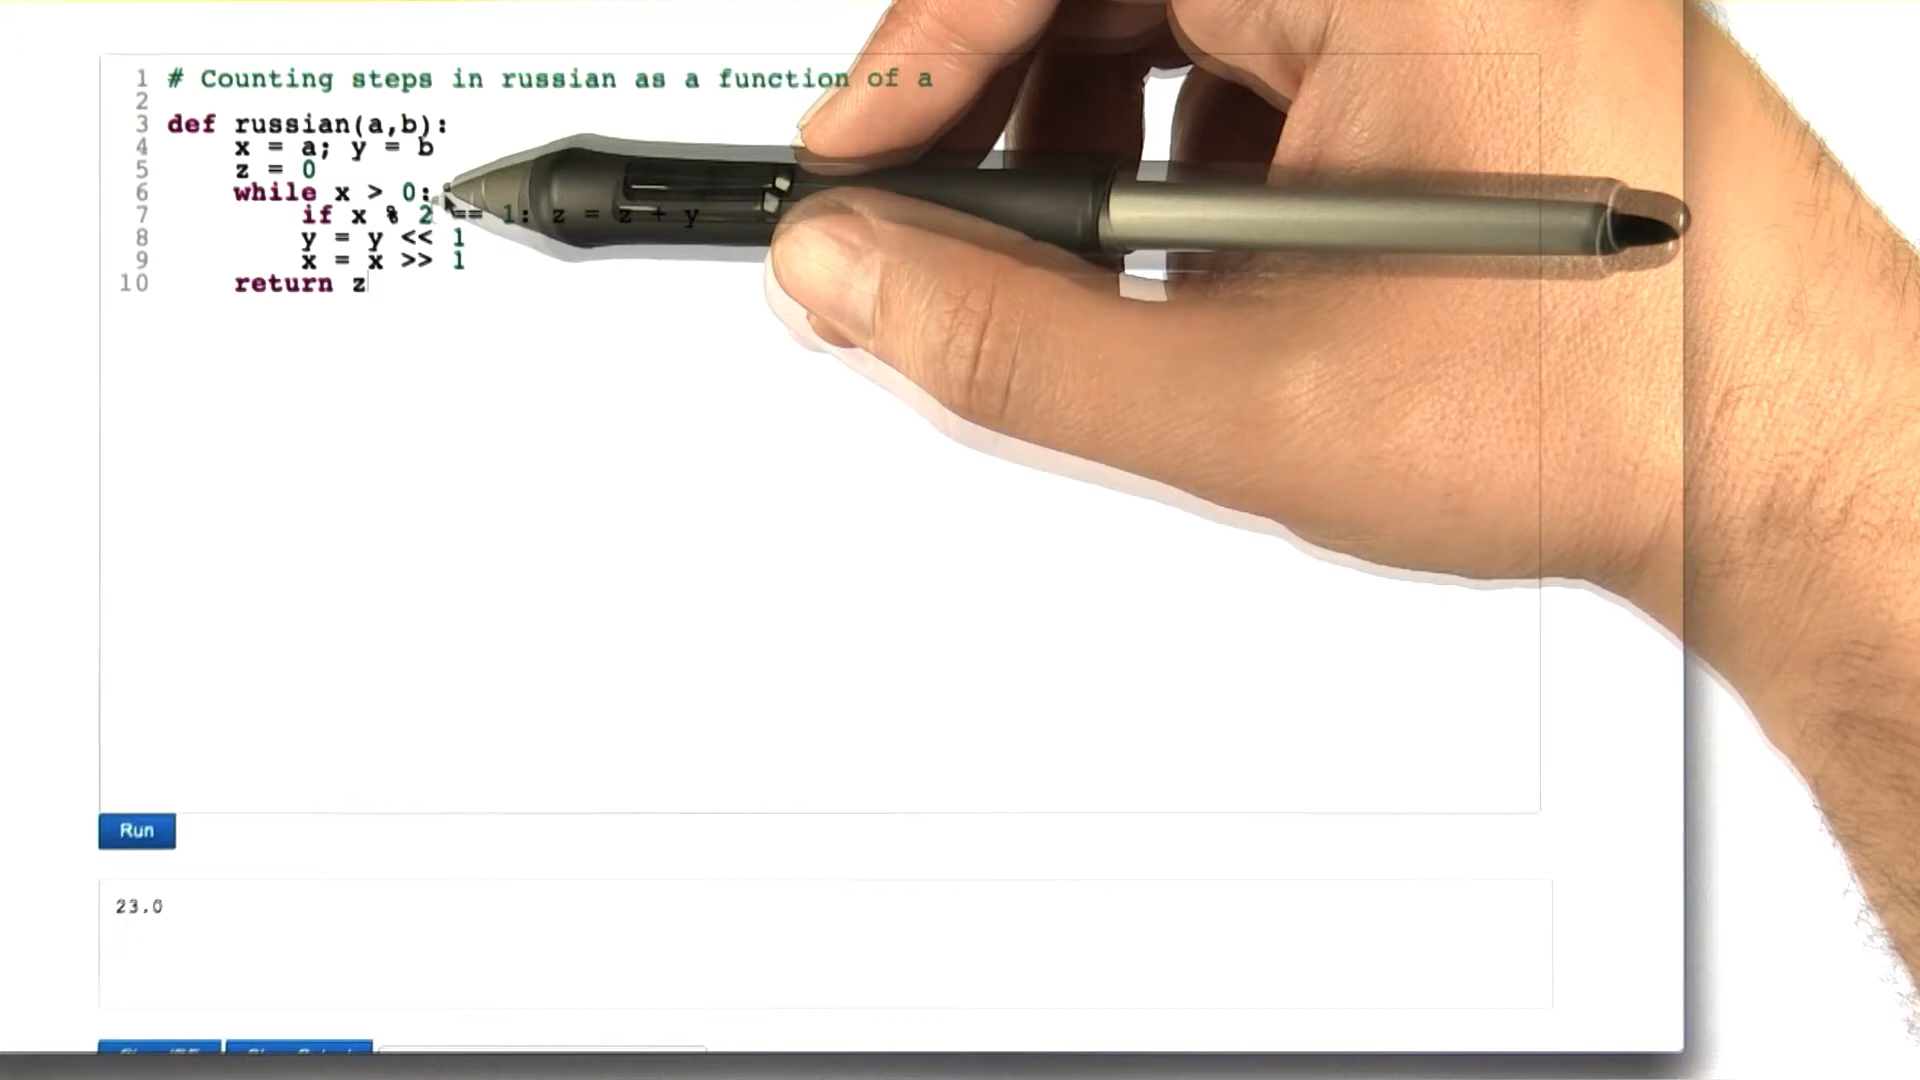 1 # Counting steps in russian as a function of a
2
3 def russian(a,b):
4 x = a; y = b
5 z = 0
6 while x > 0:
7 if x % 2 == 1: z = z + y
8 y = y << 1
9 x = x >> 1
10 return z
Run
23.0